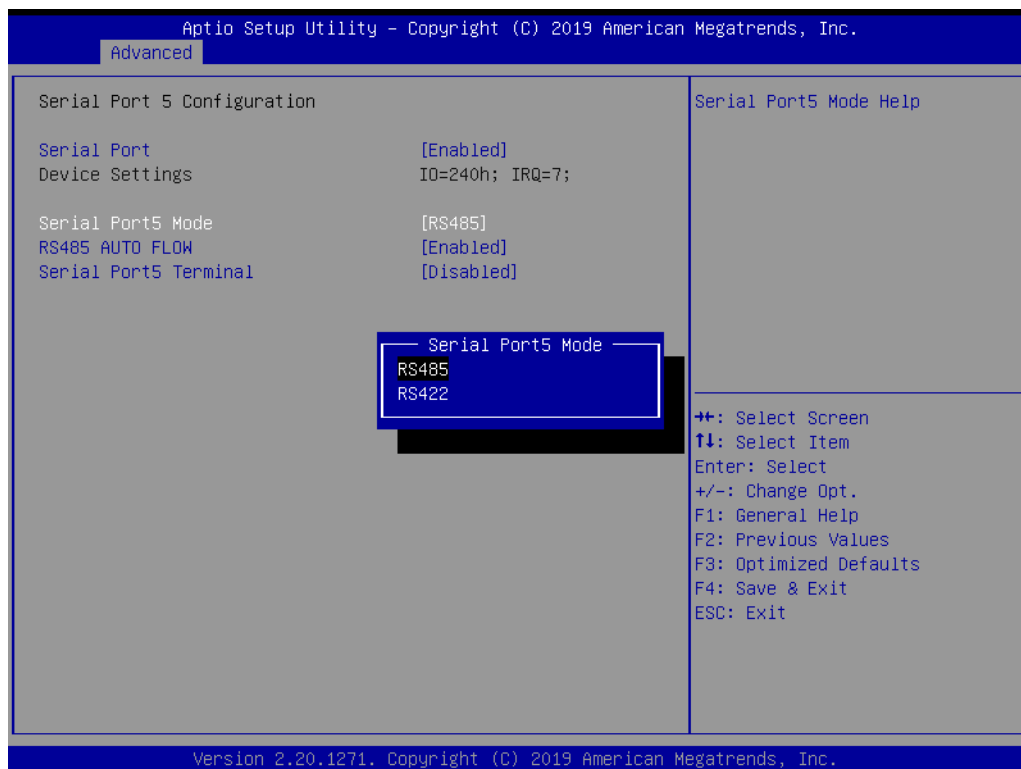 Aptio Setup Utility – Copyright (C) 2019 American Megatrends, Inc.
Advanced
Serial Port 5 Configuration
Serial Port [Enabled]
Device Settings IO=240h; IRQ=7;
Serial Port5 Mode [RS485]
RS485 AUTO FLOW [Enabled]
Serial Port5 Terminal [Disabled]
Serial Port5 Mode
RS485
RS422
Serial Port5 Mode Help
→←: Select Screen
↑↓: Select Item
Enter: Select
+/-: Change Opt.
F1: General Help
F2: Previous Values
F3: Optimized Defaults
F4: Save & Exit
ESC: Exit
Version 2.20.1271. Copyright (C) 2019 American Megatrends, Inc.